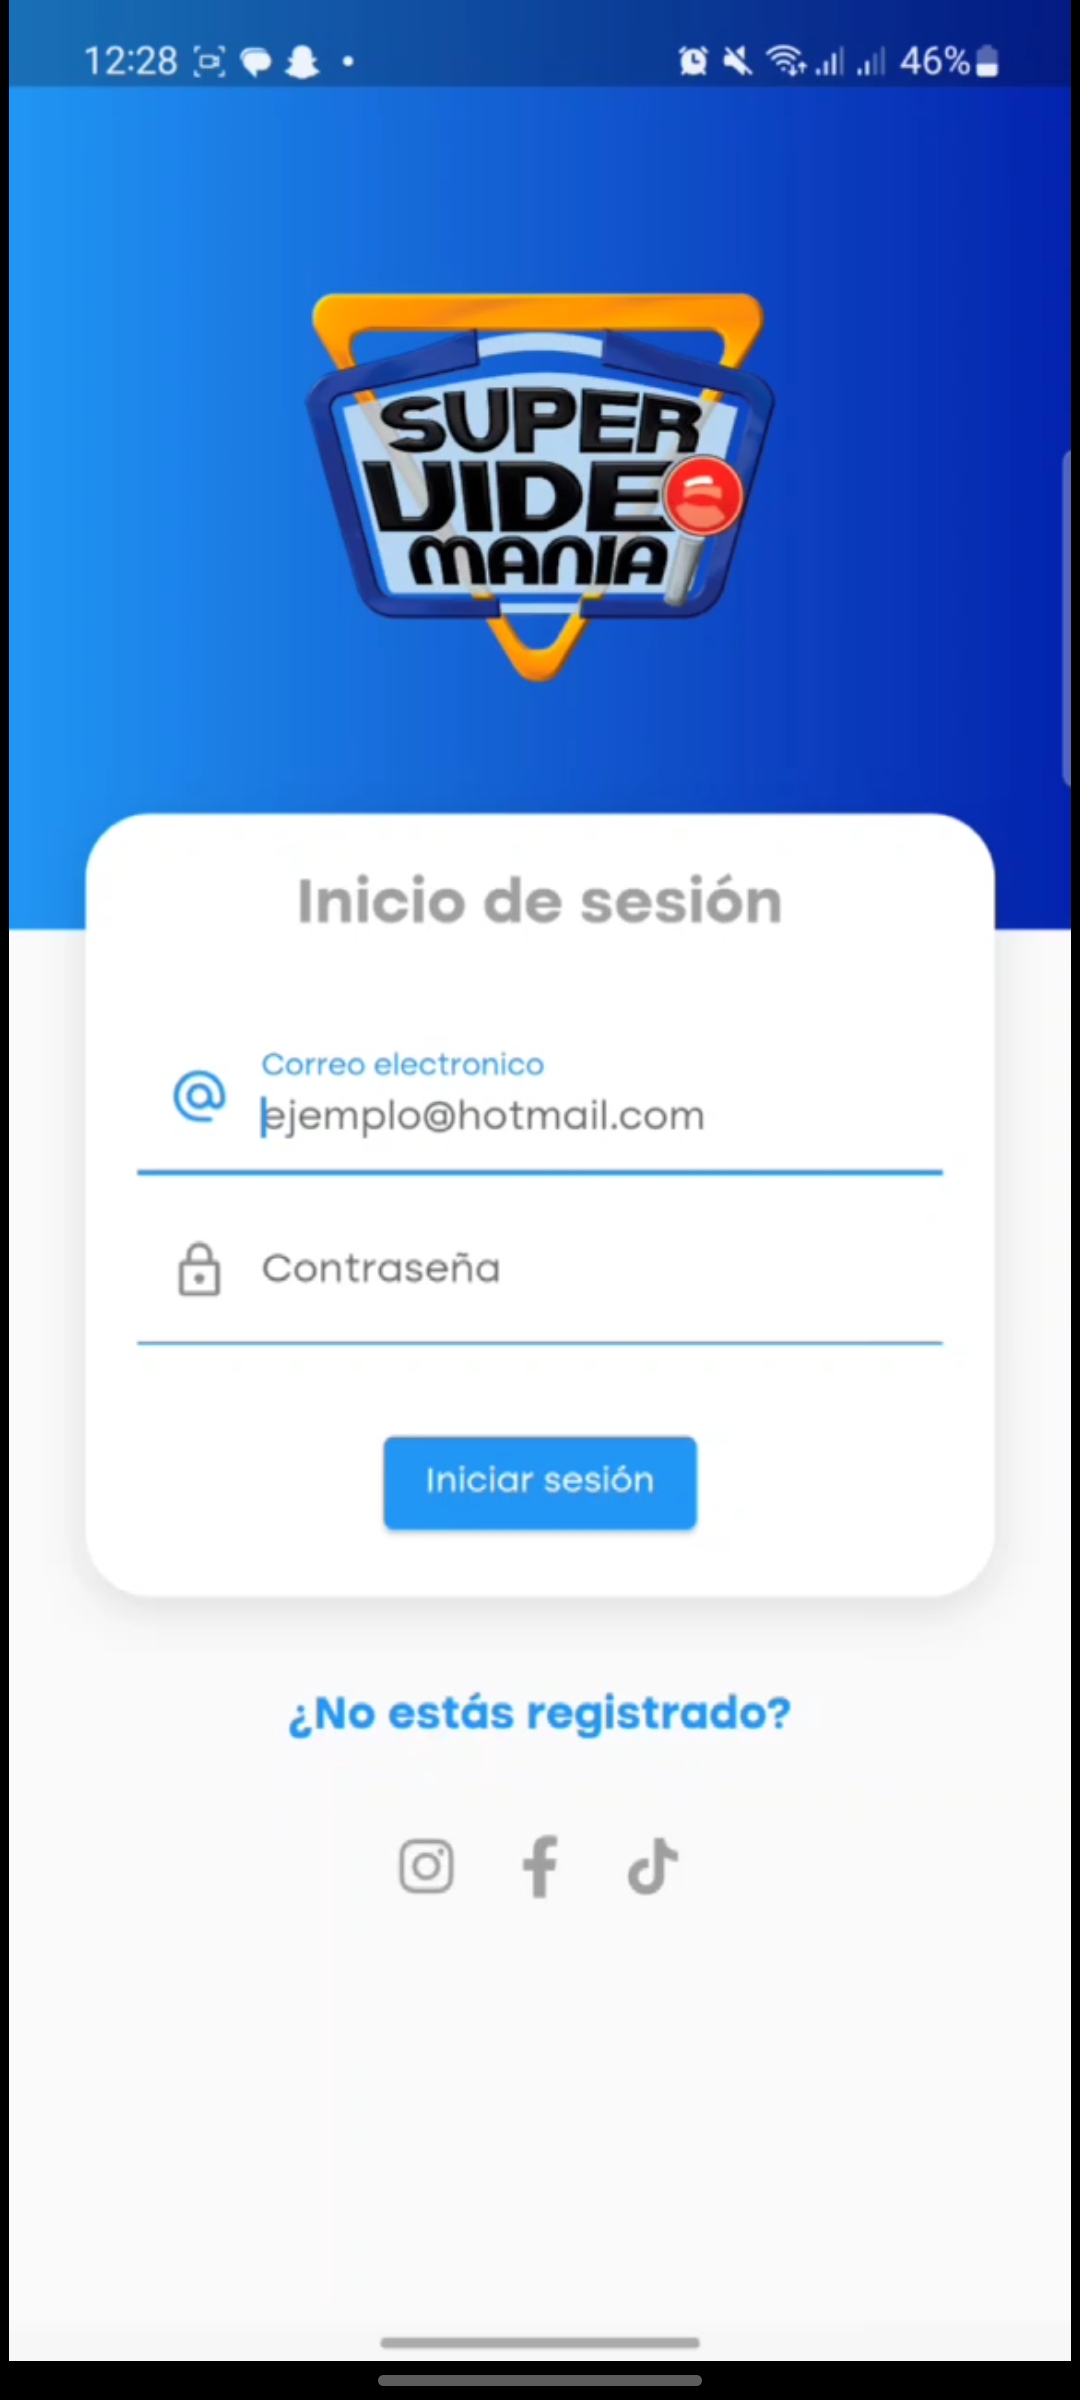 12:28
46%
SUPER
VIDEO
MANIA
Inicio de sesión
Correo electronico
ejemplo@hotmail.com
Contraseña
Iniciar sesión
¿No estás registrado?